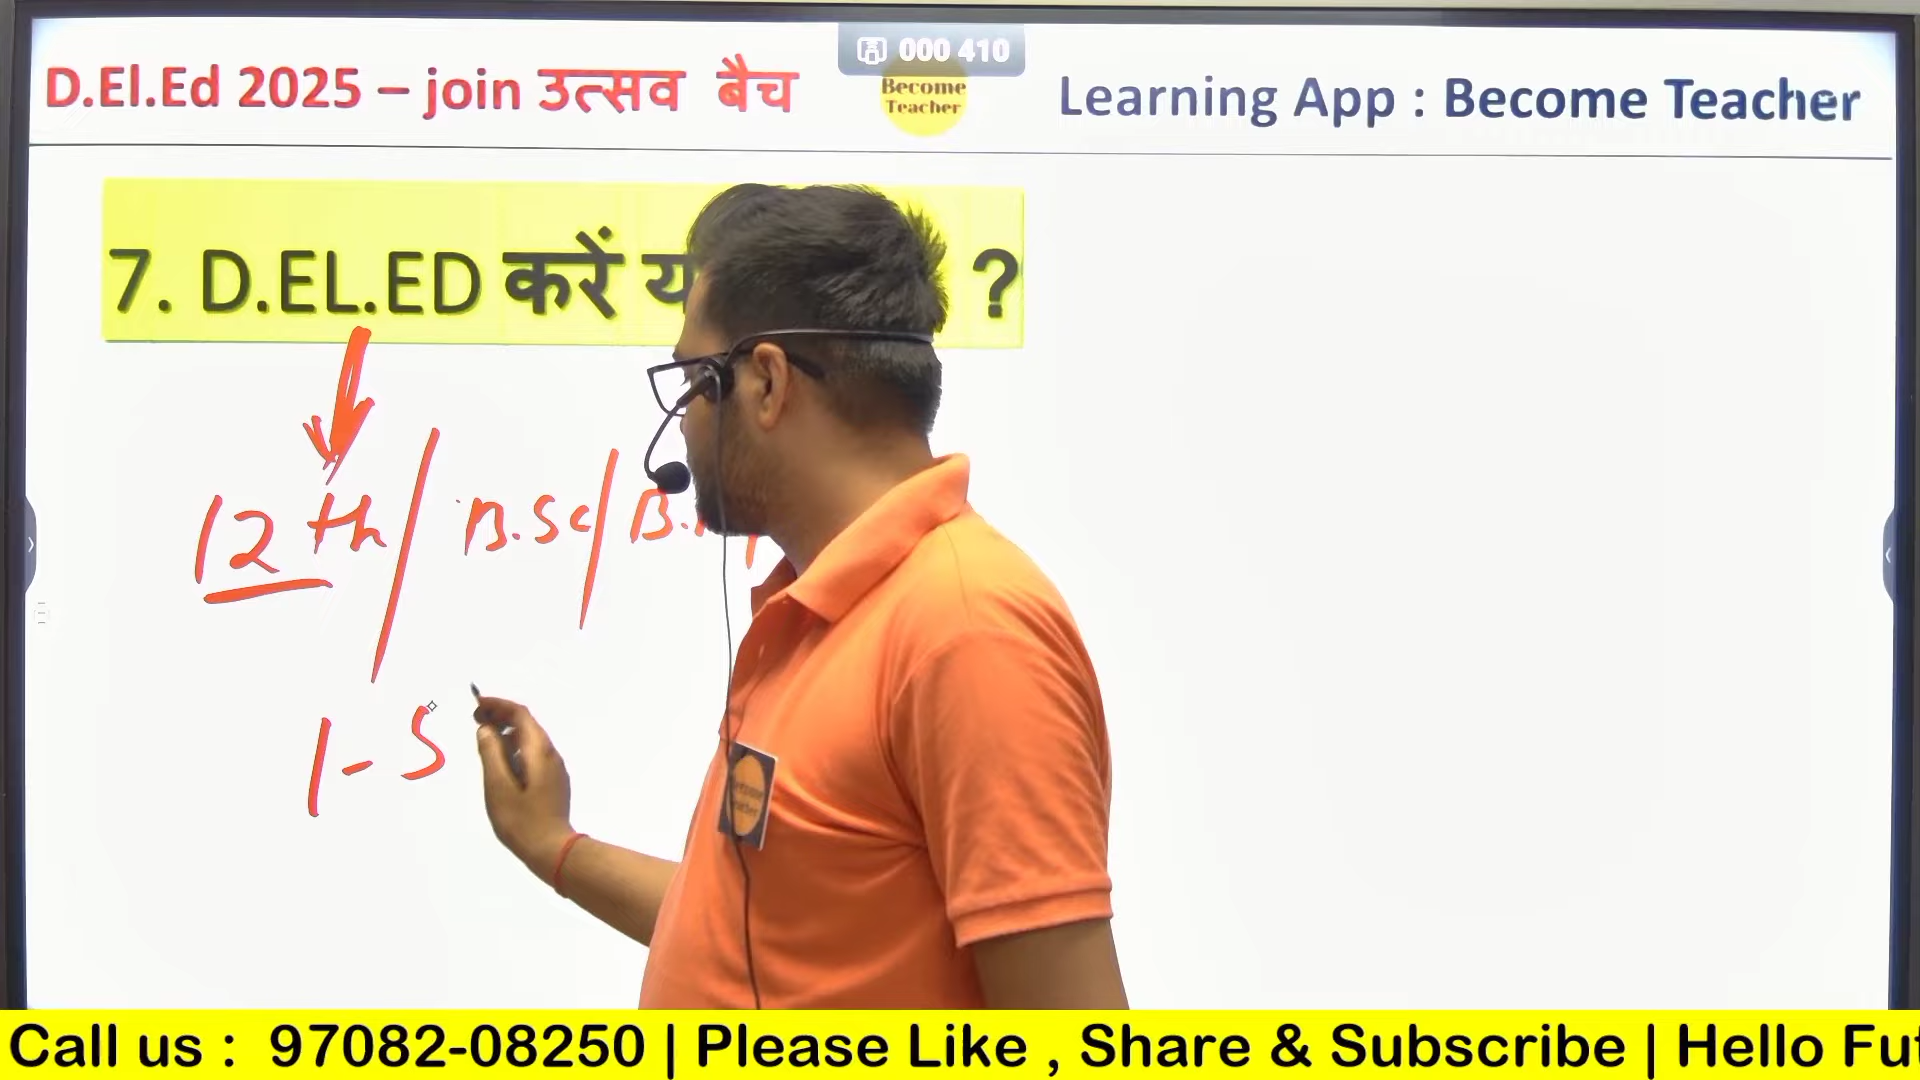 000 410
D.El.Ed 2025 – join उत्सव बैच
Become
Teacher
Learning App : Become Teacher
7. D.EL.ED करें ?
12th / B.Sc / B.
1-5
Call us : 97082-08250 | Please Like , Share & Subscribe | Hello Fut